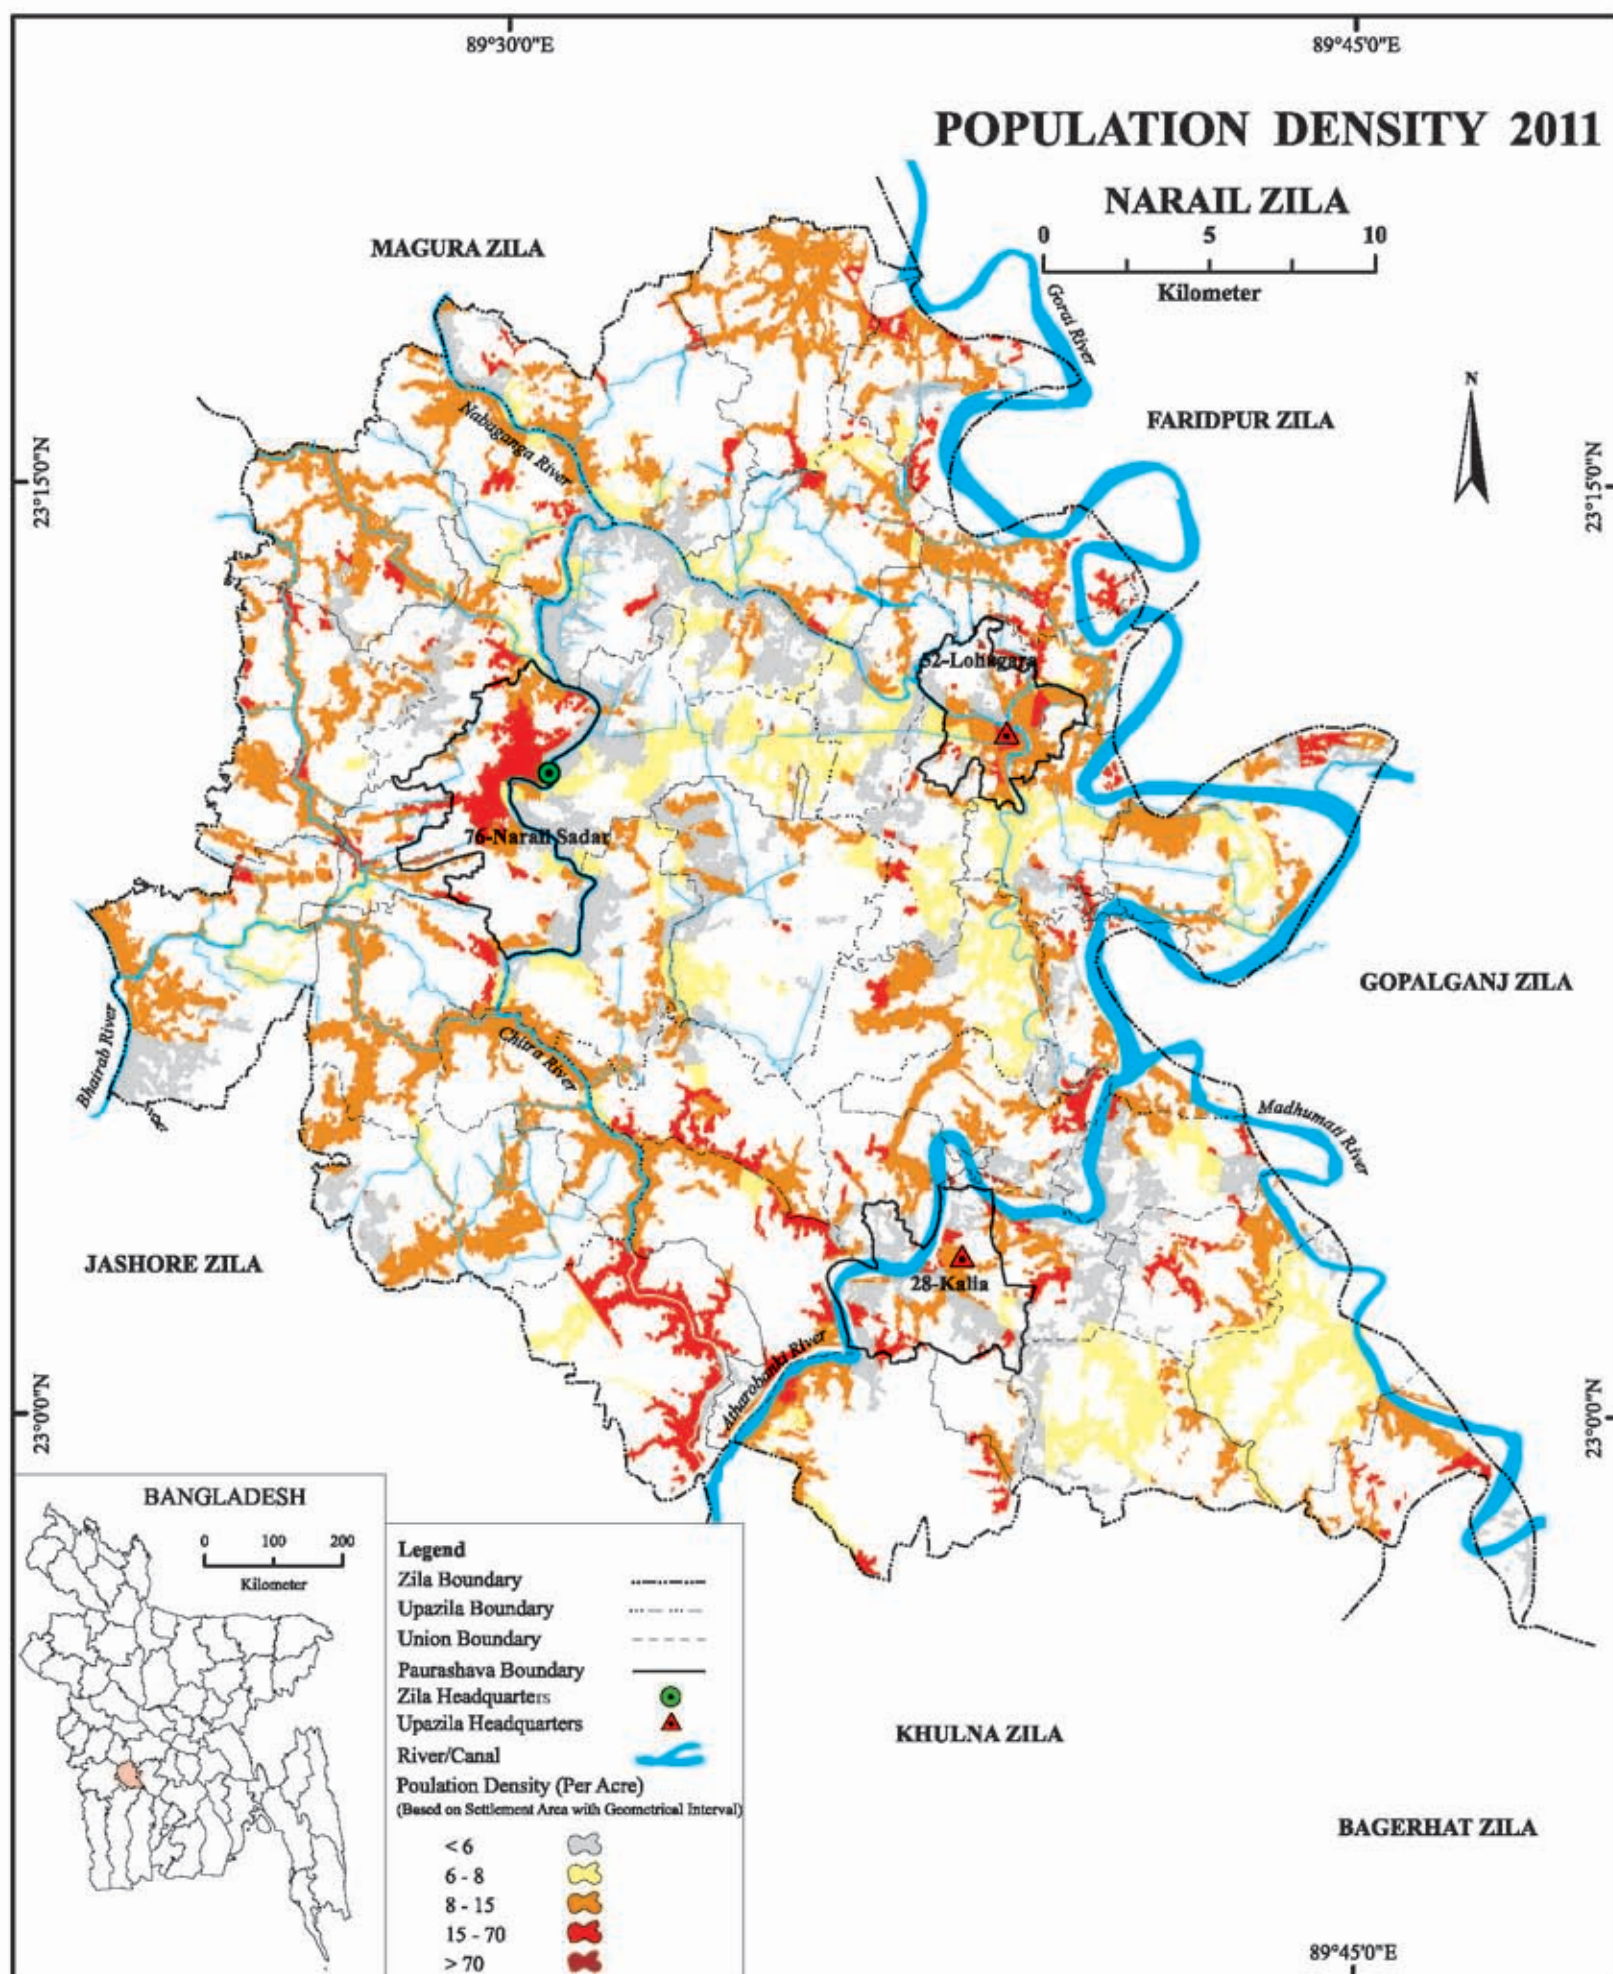 89°30'0"E
89°45'0"E
POPULATION DENSITY 2011
NARAIL ZILA
0 5 10
Kilometer
MAGURA ZILA
Gorai River
N
FARIDPUR ZILA
Nabaganga River
23°15'0"N
23°15'0"N
52-Lohagara
76-Narail Sadar
GOPALGANJ ZILA
Bhairab River
Chitra River
Madhumati River
JASHORE ZILA
28-Kalia
Atharobanki River
23°0'0"N
23°0'0"N
BANGLADESH
0 100 200
Kilometer
Legend
Zila Boundary
Upazila Boundary
Union Boundary
Paurashava Boundary
Zila Headquarters
Upazila Headquarters
River/Canal
Poulation Density (Per Acre)
(Based on Settlement Area with Geometrical Interval)
< 6
6 - 8
8 - 15
15 - 70
> 70
KHULNA ZILA
BAGERHAT ZILA
89°45'0"E